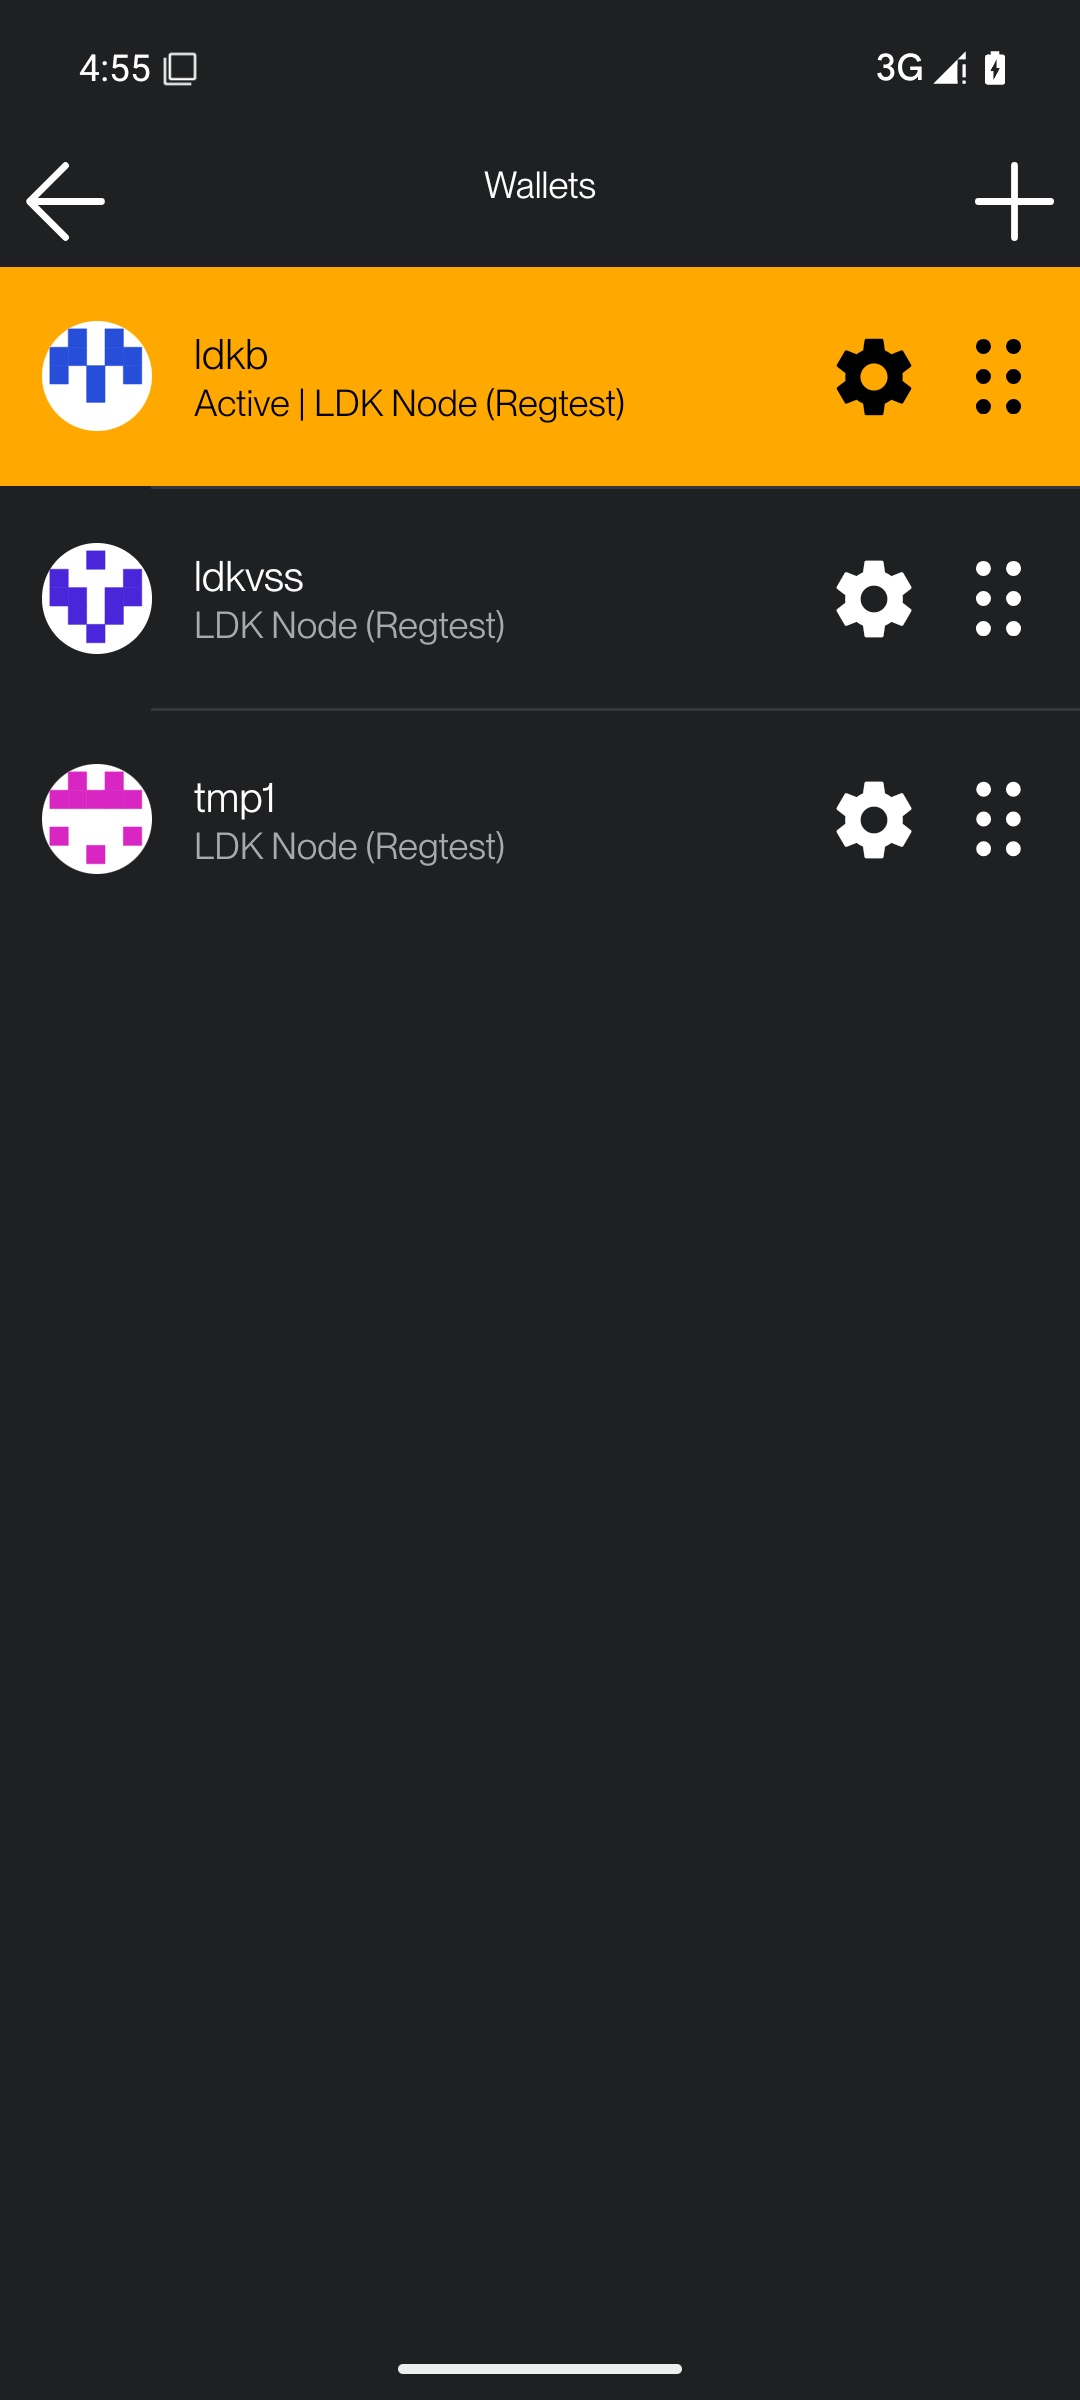 4:55
3G
Wallets
ldkb
Active | LDK Node (Regtest)
ldkvss
LDK Node (Regtest)
tmp1
LDK Node (Regtest)